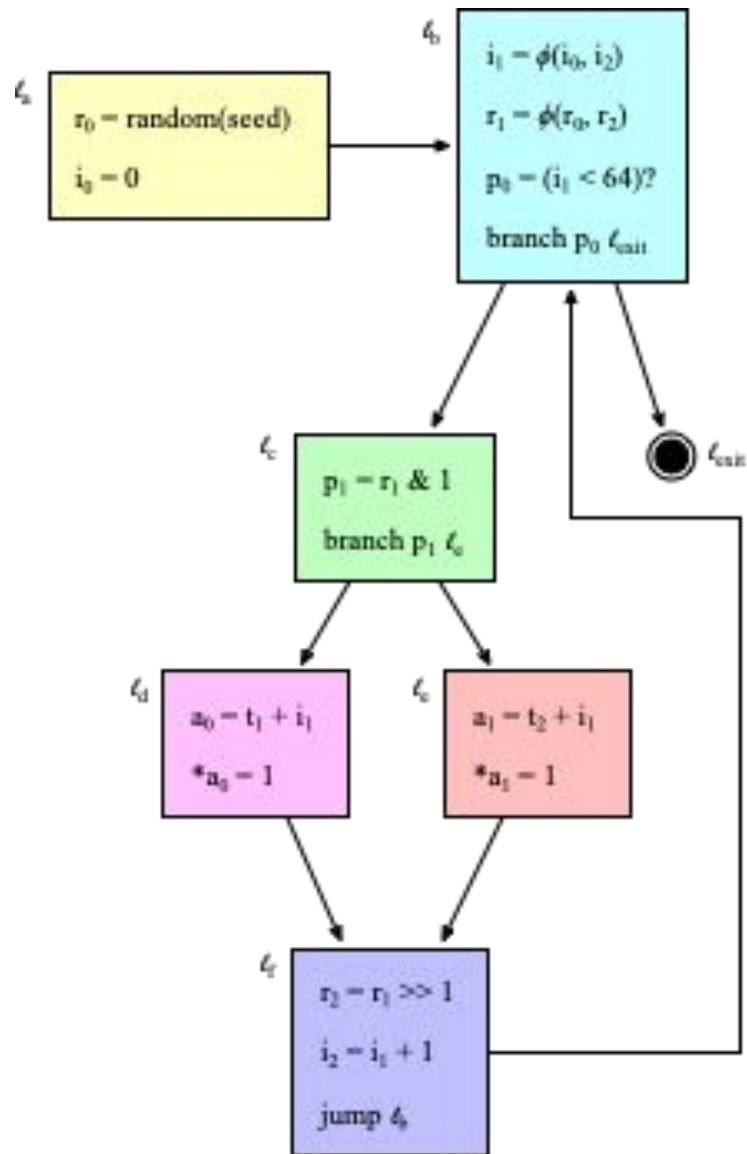 ℓₐ
r₀ = random(seed)
i₀ = 0
ℓb
i₁ = ϕ(i₀, i₂)
r₁ = ϕ(r₀, r₂)
p₀ = (i₁ < 64)?
branch p₀ ℓexit
ℓc
p₁ = r₁ & 1
branch p₁ ℓe
ℓexit
ℓd
a₀ = t₁ + i₁
*a₀ = 1
ℓe
a₁ = t₂ + i₁
*a₁ = 1
ℓf
r₂ = r₁ >> 1
i₂ = i₁ + 1
jump ℓb